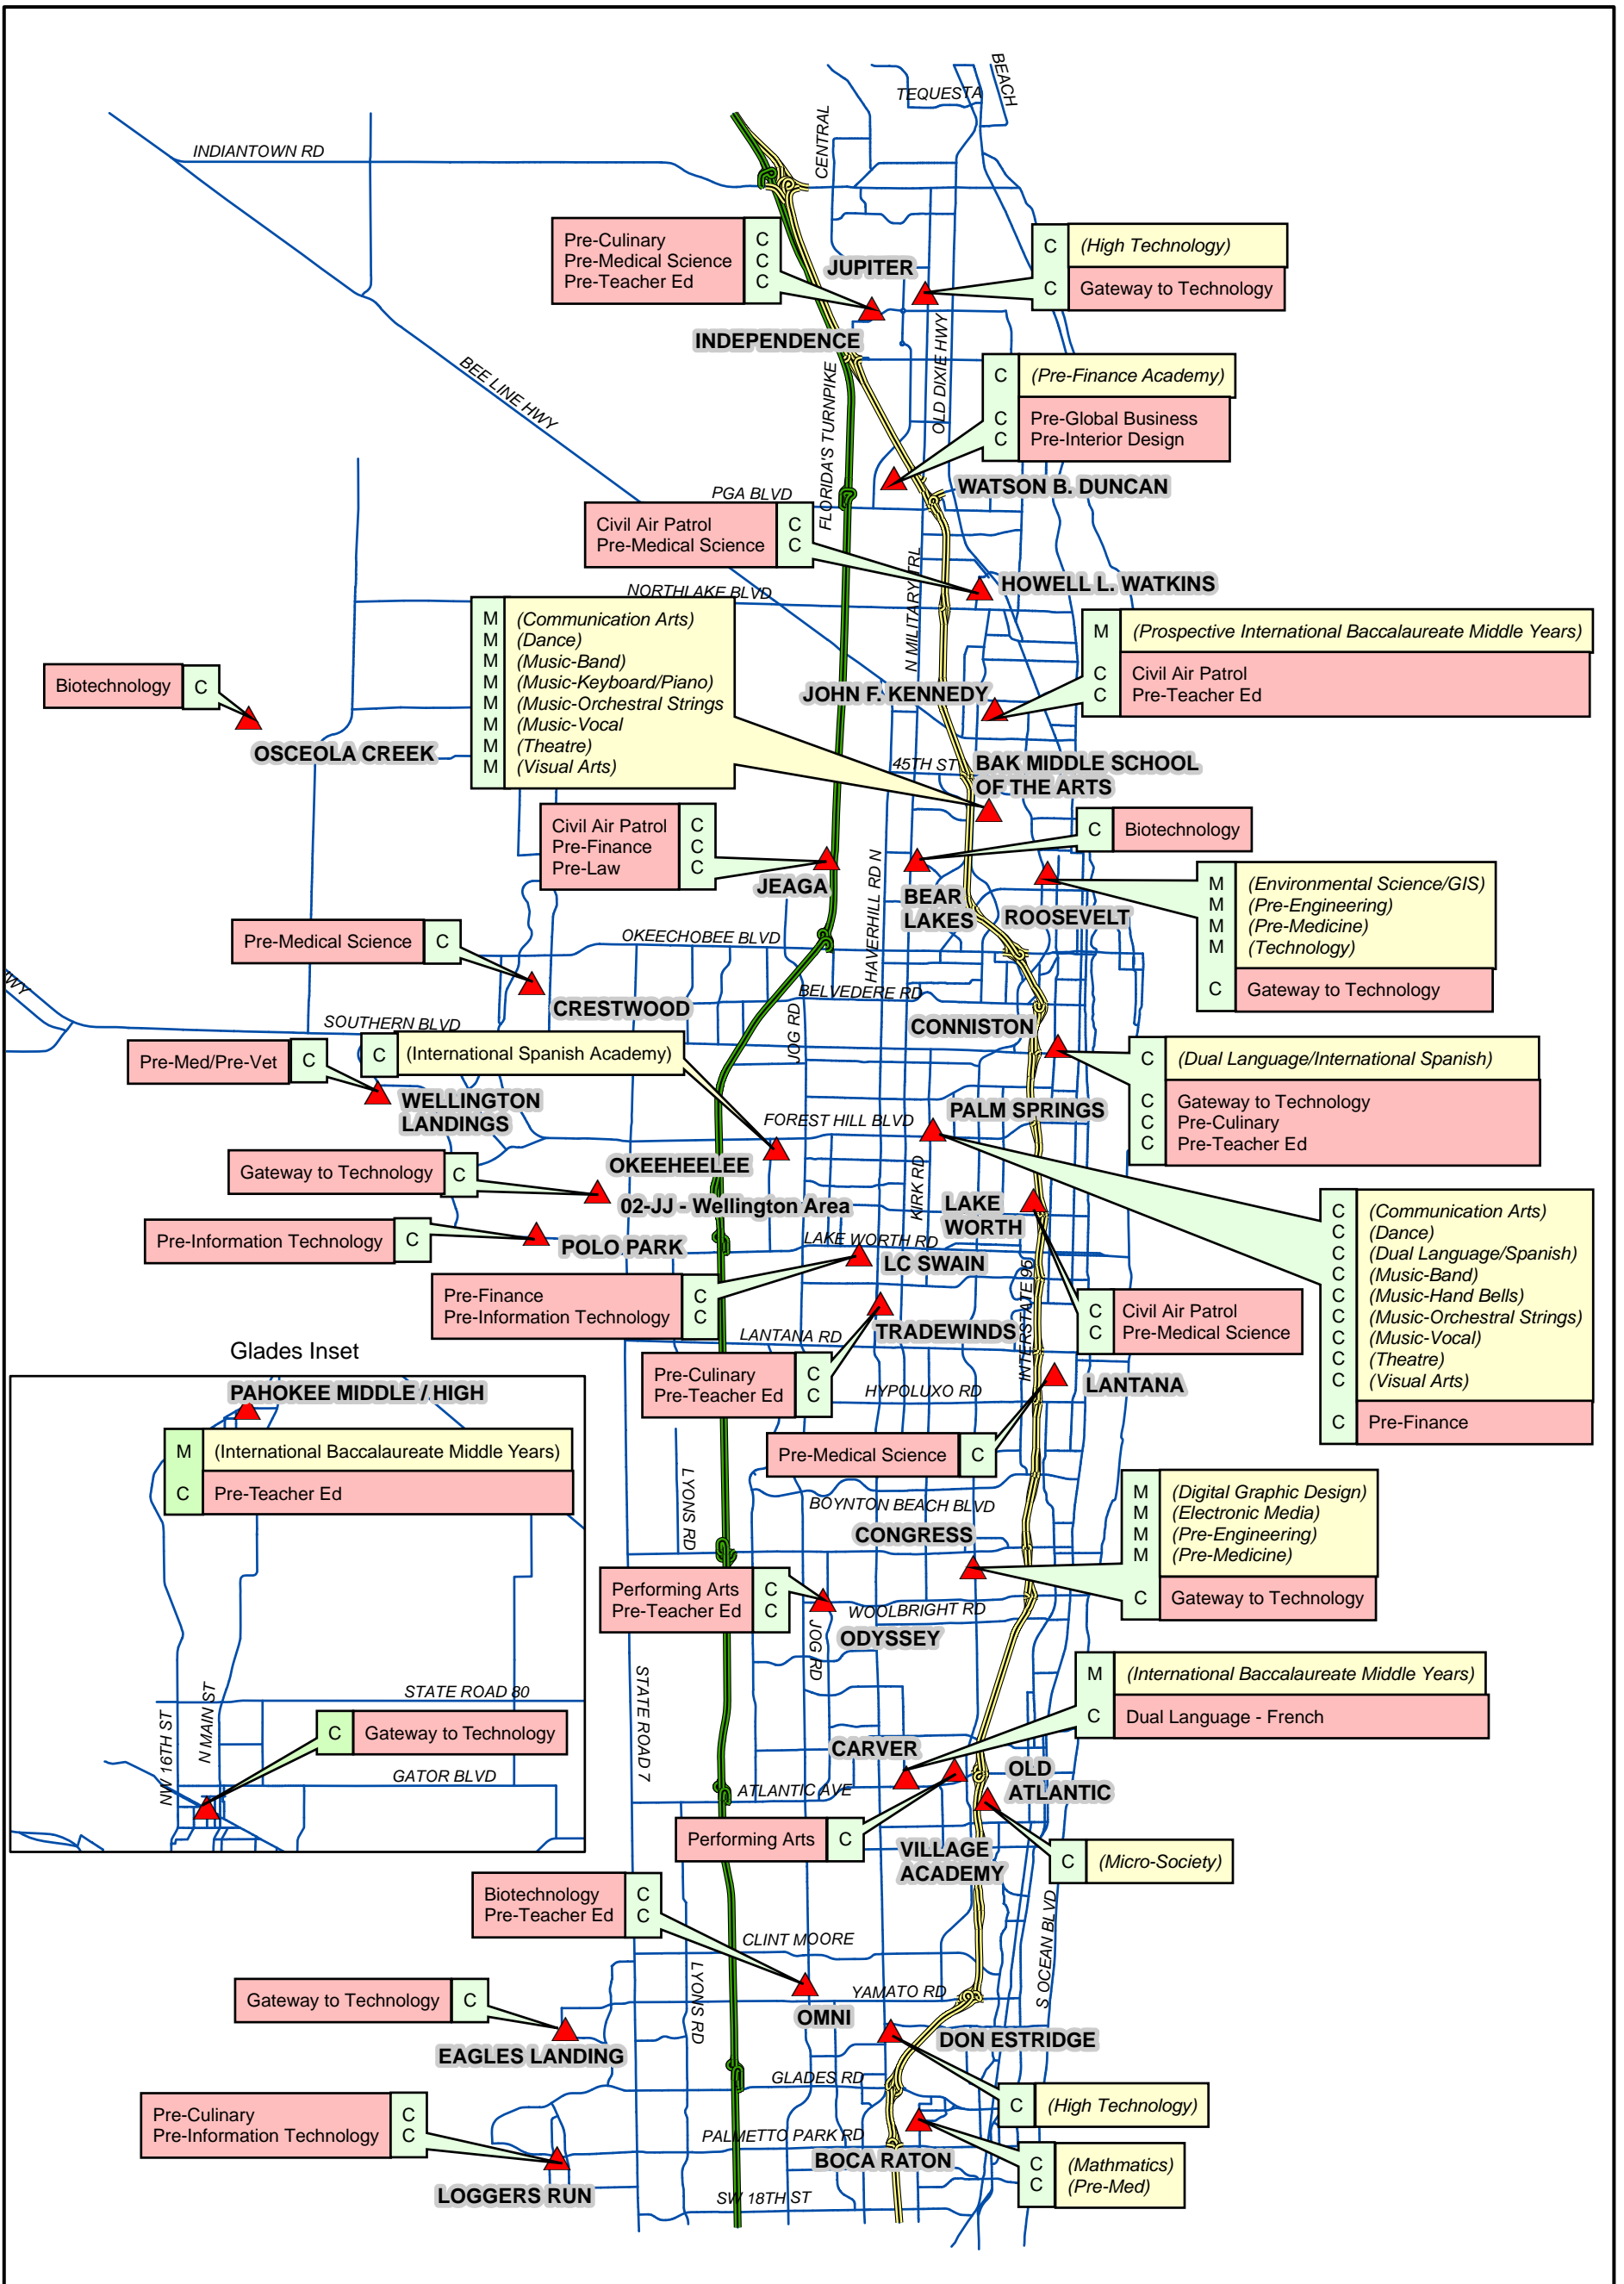 BEACH
TEQUESTA
CENTRAL
INDIANTOWN RD
Pre-Culinary C
Pre-Medical Science C
Pre-Teacher Ed C
JUPITER
C (High Technology)
C Gateway to Technology
INDEPENDENCE
OLD DIXIE HWY
BEE LINE HWY
FLORIDA'S TURNPIKE
C (Pre-Finance Academy)
C Pre-Global Business
C Pre-Interior Design
WATSON B. DUNCAN
PGA BLVD
Civil Air Patrol C
Pre-Medical Science C
N MILITARY TRL
HOWELL L. WATKINS
NORTHLAKE BLVD
M (Communication Arts)
M (Dance)
M (Music-Band)
M (Music-Keyboard/Piano)
M (Music-Orchestral Strings
M (Music-Vocal
M (Theatre)
M (Visual Arts)
M (Prospective International Baccalaureate Middle Years)
C Civil Air Patrol
C Pre-Teacher Ed
Biotechnology C
JOHN F. KENNEDY
OSCEOLA CREEK
45TH ST
BAK MIDDLE SCHOOL
OF THE ARTS
Civil Air Patrol C
Pre-Finance C
Pre-Law C
C Biotechnology
JEAGA
HAVERHILL RD N
BEAR
LAKES
ROOSEVELT
M (Environmental Science/GIS)
M (Pre-Engineering)
M (Pre-Medicine)
M (Technology)
C Gateway to Technology
Pre-Medical Science C
OKEECHOBEE BLVD
WY
BELVEDERE RD
CRESTWOOD
JOG RD
SOUTHERN BLVD
CONNISTON
C (International Spanish Academy)
Pre-Med/Pre-Vet C
C (Dual Language/International Spanish)
C Gateway to Technology
C Pre-Culinary
C Pre-Teacher Ed
WELLINGTON
LANDINGS
PALM SPRINGS
FOREST HILL BLVD
OKEEHEELEE
Gateway to Technology C
02-JJ - Wellington Area
KIRK RD
LAKE
WORTH
C (Communication Arts)
C (Dance)
C (Dual Language/Spanish)
C (Music-Band)
C (Music-Hand Bells)
C (Music-Orchestral Strings)
C (Music-Vocal)
C (Theatre)
C (Visual Arts)
C Pre-Finance
Pre-Information Technology C
POLO PARK
LAKE WORTH RD
LC SWAIN
INTERSTATE 95
Pre-Finance C
Pre-Information Technology C
C Civil Air Patrol
C Pre-Medical Science
TRADEWINDS
LANTANA RD
Pre-Culinary C
Pre-Teacher Ed C
HYPOLUXO RD
LANTANA
Glades Inset
PAHOKEE MIDDLE / HIGH
M (International Baccalaureate Middle Years)
C Pre-Teacher Ed
Pre-Medical Science C
LYONS RD
BOYNTON BEACH BLVD
M (Digital Graphic Design)
M (Electronic Media)
M (Pre-Engineering)
M (Pre-Medicine)
C Gateway to Technology
CONGRESS
Performing Arts C
Pre-Teacher Ed C
WOOLBRIGHT RD
ODYSSEY
JOG RD
STATE ROAD 7
M (International Baccalaureate Middle Years)
C Dual Language - French
STATE ROAD 80
NW 16TH ST
N MAIN ST
C Gateway to Technology
GATOR BLVD
CARVER
OLD
ATLANTIC
ATLANTIC AVE
Performing Arts C
VILLAGE
ACADEMY
C (Micro-Society)
Biotechnology C
Pre-Teacher Ed C
S OCEAN BLVD
CLINT MOORE
LYONS RD
Gateway to Technology C
YAMATO RD
OMNI
DON ESTRIDGE
EAGLES LANDING
GLADES RD
C (High Technology)
Pre-Culinary C
Pre-Information Technology C
PALMETTO PARK RD
BOCA RATON
C (Mathmatics)
C (Pre-Med)
LOGGERS RUN
SW 18TH ST